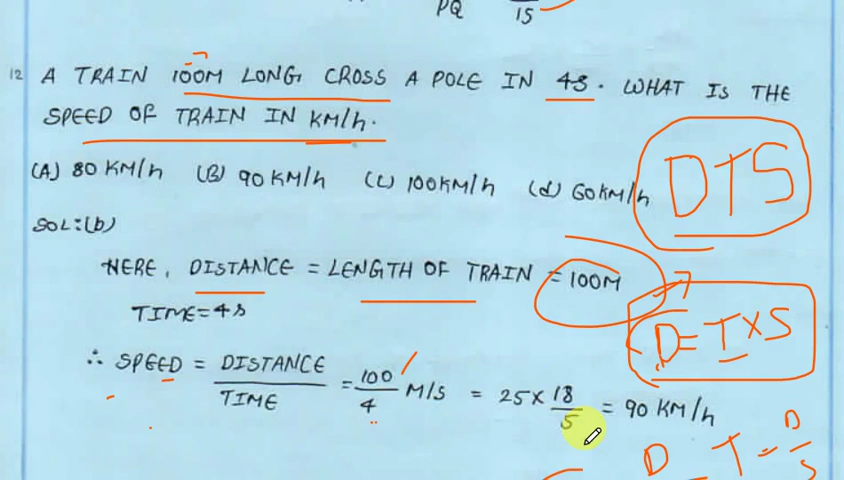 PQ 15
12 A TRAIN 100M LONG CROSS A POLE IN 4S. WHAT IS THE
SPEED OF TRAIN IN KM/h.
(A) 80 KM/h (B) 90 KM/h (C) 100KM/h (d) 60KM/h
DTS
SOL:(b)
HERE, DISTANCE = LENGTH OF TRAIN = 100M
TIME=4S
D=T×S
∴ SPEED = DISTANCE/TIME = 100/4 M/S = 25×18/5 = 90 KM/h
D T=D/S